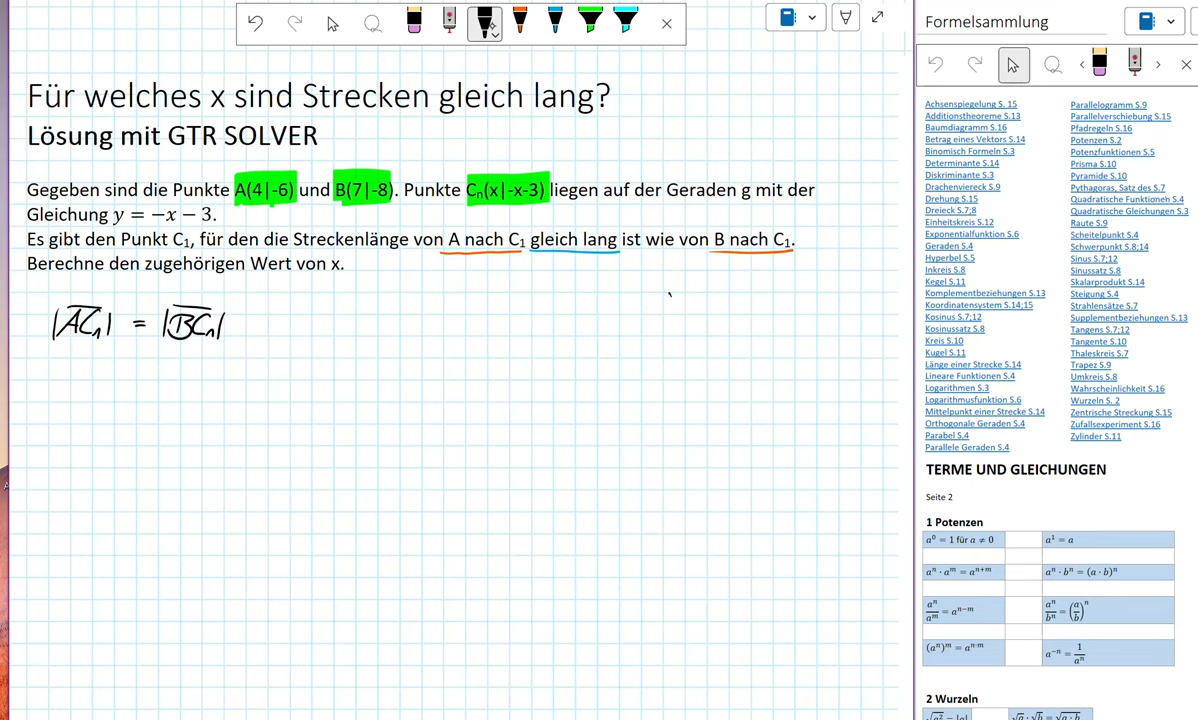 Für welches x sind Strecken gleich lang?
Lösung mit GTR SOLVER
Gegeben sind die Punkte A(4|-6) und B(7|-8). Punkte Cₙ(x|-x-3) liegen auf der Geraden g mit der
Gleichung y = −x − 3.
Es gibt den Punkt C₁, für den die Streckenlänge von A nach C₁ gleich lang ist wie von B nach C₁.
Berechne den zugehörigen Wert von x.
|A̅C̅ₙ| = |B̅C̅ₙ|
Formelsammlung
Achsenspiegelung S. 15
Additionstheoreme S.13
Baumdiagramm S.16
Betrag eines Vektors S.14
Binomisch Formeln S.3
Determinante S.14
Diskriminante S.3
Drachenviereck S.9
Drehung S.15
Dreieck S.7;8
Einheitskreis S.12
Exponentialfunktion S.6
Geraden S.4
Hyperbel S.5
Inkreis S.8
Kegel S.11
Komplementbeziehungen S.13
Koordinatensystem S.14;15
Kosinus S.7;12
Kosinussatz S.8
Kreis S.10
Kugel S.11
Länge einer Strecke S.14
Lineare Funktionen S.4
Logarithmen S.3
Logarithmusfunktion S.6
Mittelpunkt einer Strecke S.14
Orthogonale Geraden S.4
Parabel S.4
Parallele Geraden S.4
Parallelogramm S.9
Parallelverschiebung S.15
Pfadregeln S.16
Potenzen S.2
Potenzfunktionen S.5
Prisma S.10
Pyramide S.10
Pythagoras, Satz des S.7
Quadratische Funktionen S.4
Quadratische Gleichungen S.3
Raute S.9
Scheitelpunkt S.4
Schwerpunkt S.8;14
Sinus S.7;12
Sinussatz S.8
Skalarprodukt S.14
Steigung S.4
Strahlensätze S.7
Supplementbeziehungen S.13
Tangens S.7;12
Tangente S.10
Thaleskreis S.7
Trapez S.9
Umkreis S.8
Wahrscheinlichkeit S.16
Wurzeln S. 2
Zentrische Streckung S.15
Zufallsexperiment S.16
Zylinder S.11
TERME UND GLEICHUNGEN
Seite 2
1 Potenzen
a⁰ = 1 für a ≠ 0
a¹ = a
aⁿ · aᵐ = aⁿ⁺ᵐ
aⁿ · bⁿ = (a · b)ⁿ
aⁿ/aᵐ = aⁿ⁻ᵐ
aⁿ/bⁿ = (a/b)ⁿ
(aⁿ)ᵐ = aⁿ·ᵐ
a⁻ⁿ = 1/aⁿ
2 Wurzeln
√a² = |a|
√a · √b = √a · b